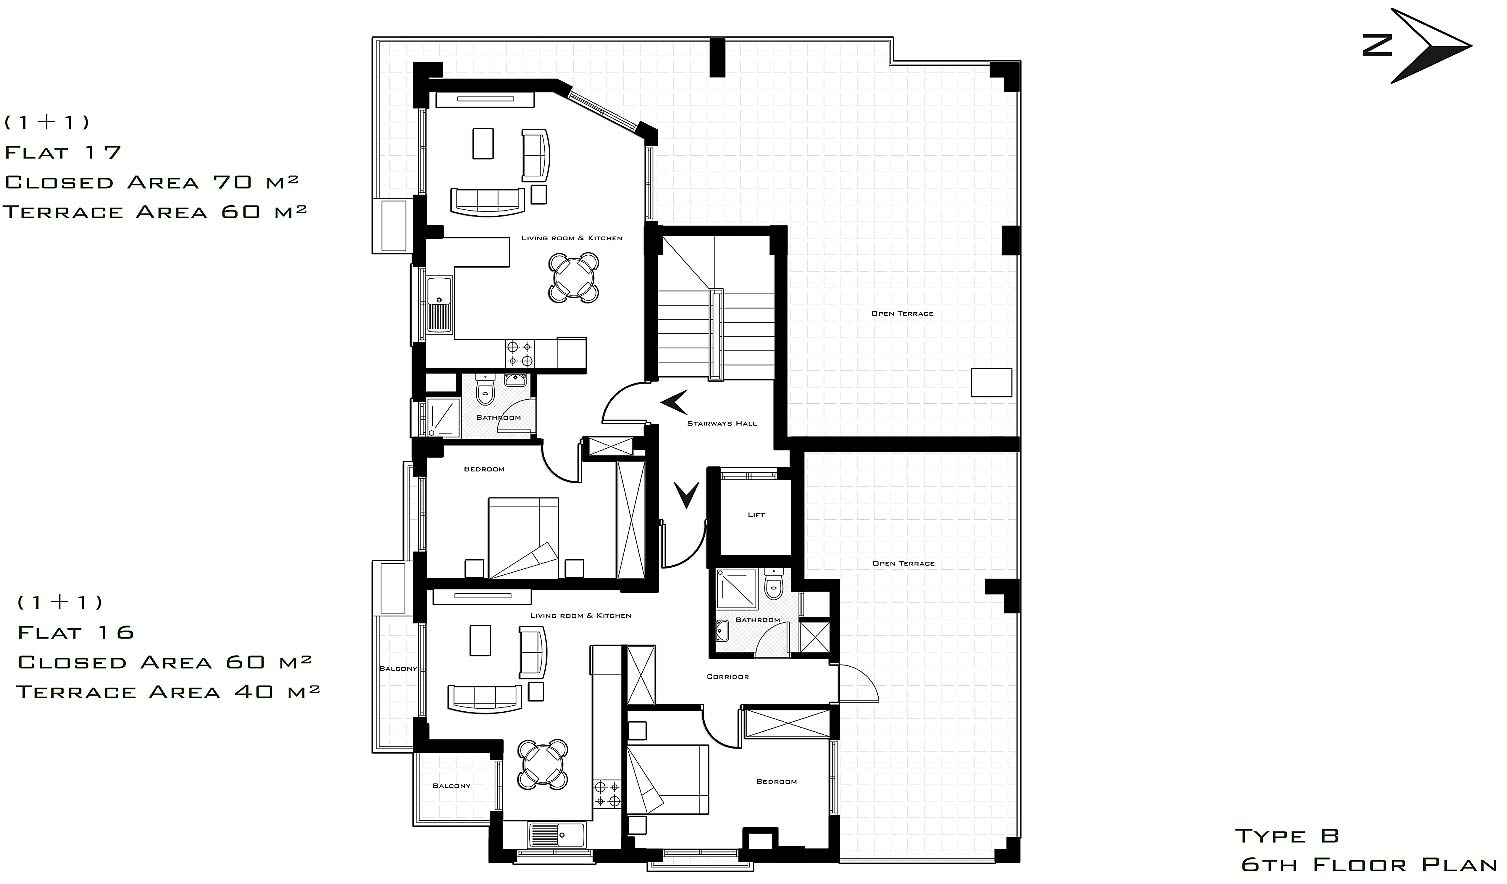 N
(1+1)
Flat 17
Closed Area 70 m²
Terrace Area 60 m²
Living room & Kitchen
Open Terrace
Bathroom
Stairways Hall
Bedroom
Lift
Open Terrace
(1+1)
Flat 16
Closed Area 60 m²
Terrace Area 40 m²
Living room & Kitchen
Bathroom
Balcony
Corridor
Bedroom
Balcony
Type B
6th Floor Plan